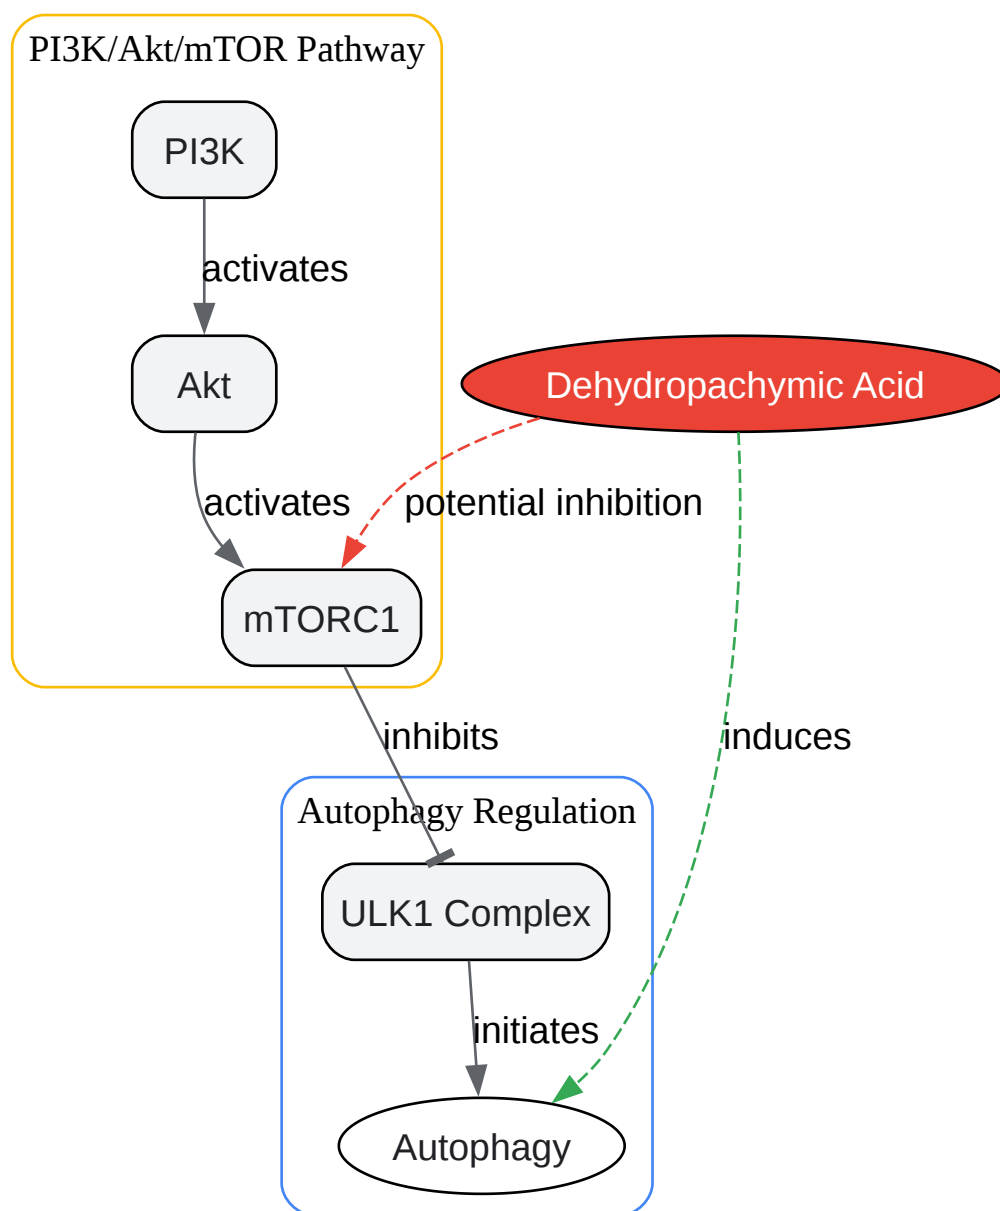 PI3K/Akt/mTOR Pathway
PI3K
activates
Akt
Dehydropachymic Acid
activates
potential inhibition
mTORC1
inhibits
induces
Autophagy Regulation
ULK1 Complex
initiates
Autophagy